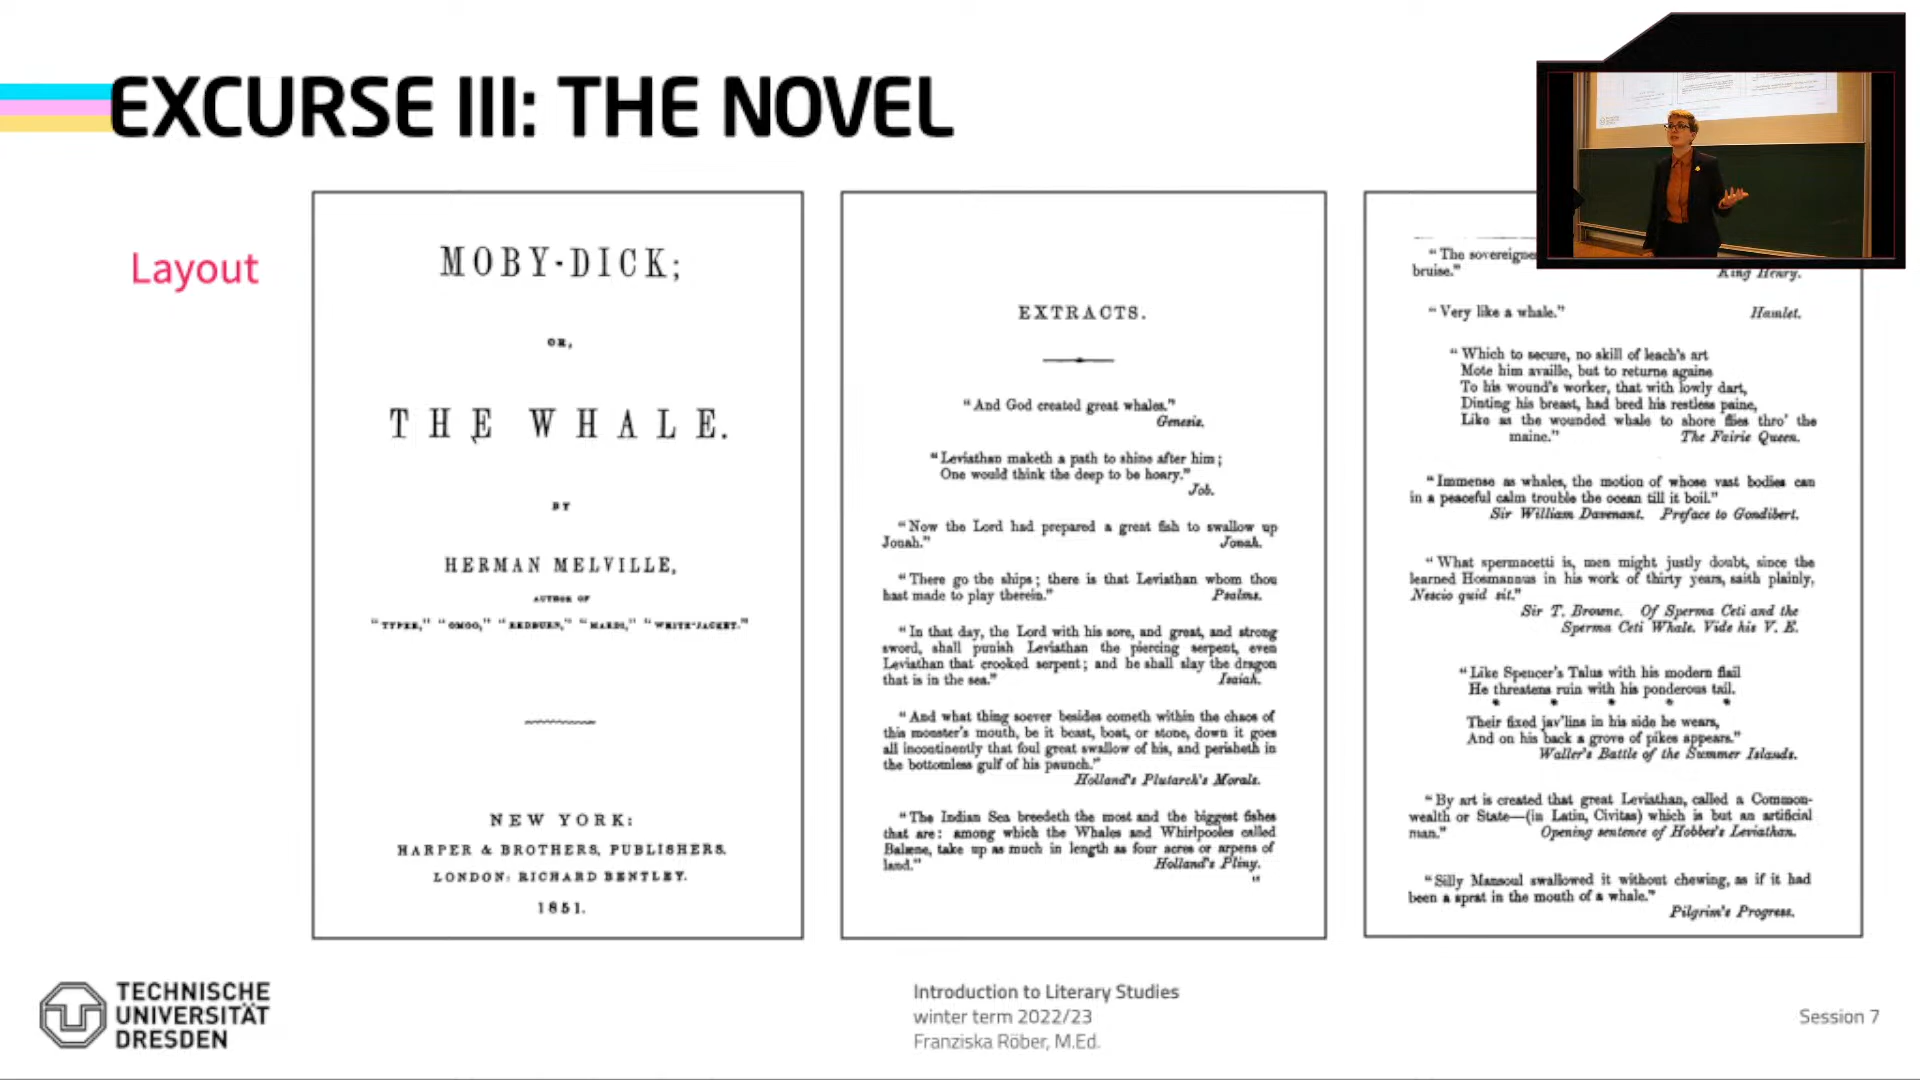 EXCURSE III: THE NOVEL
Layout
MOBY-DICK;
OR,
THE WHALE.
BY
HERMAN MELVILLE,
AUTHOR OF
"TYPEE," "OMOO," "REDBURN," "MARDI," "WHITE-JACKET."
NEW YORK:
HARPER & BROTHERS, PUBLISHERS.
LONDON: RICHARD BENTLEY.
1851.
EXTRACTS.
"And God created great whales."
Genesis.
"Leviathan maketh a path to shine after him;
One would think the deep to be hoary."
Job.
"Now the Lord had prepared a great fish to swallow up
Jonah." Jonah.
"There go the ships; there is that Leviathan whom thou
hast made to play therein." Psalms.
"In that day, the Lord with his sore, and great, and strong
sword, shall punish Leviathan the piercing serpent, even
Leviathan that crooked serpent; and he shall slay the dragon
that is in the sea." Isaiah.
"And what thing soever besides cometh within the chaos of
this monster's mouth, be it beast, boat, or stone, down it goes
all incontinently that foul great swallow of his, and perisheth in
the bottomless gulf of his paunch."
Holland's Plutarch's Morals.
"The Indian Sea breedeth the most and the biggest fishes
that are: among which the Whales and Whirlpooles called
Balæne, take up as much in length as four acres or arpens of
land." Holland's Pliny.
"
"The sovereigne
bruise." King Henry.
"Very like a whale." Hamlet.
"Which to secure, no skill of leach's art
Mote him availle, but to returne againe
To his wound's worker, that with lowly dart,
Dinting his breast, had bred his restless paine,
Like as the wounded whale to shore flies thro' the
maine." The Fairie Queen.
"Immense as whales, the motion of whose vast bodies can
in a peaceful calm trouble the ocean till it boil."
Sir William Davenant. Preface to Gondibert.
"What spermacetti is, men might justly doubt, since the
learned Hosmannus in his work of thirty years, saith plainly,
Nescio quid sit."
Sir T. Browne. Of Sperma Ceti and the
Sperma Ceti Whale. Vide his V. E.
"Like Spencer's Talus with his modern flail
He threatens ruin with his ponderous tail.
* * * * *
Their fixed jav'lins in his side he wears,
And on his back a grove of pikes appears."
Waller's Battle of the Summer Islands.
"By art is created that great Leviathan, called a Common-
wealth or State—(in Latin, Civitas) which is but an artificial
man." Opening sentence of Hobbes's Leviathan.
"Silly Mansoul swallowed it without chewing, as if it had
been a sprat in the mouth of a whale."
Pilgrim's Progress.
TECHNISCHE
UNIVERSITÄT
DRESDEN
Introduction to Literary Studies
winter term 2022/23
Franziska Röber, M.Ed.
Session 7